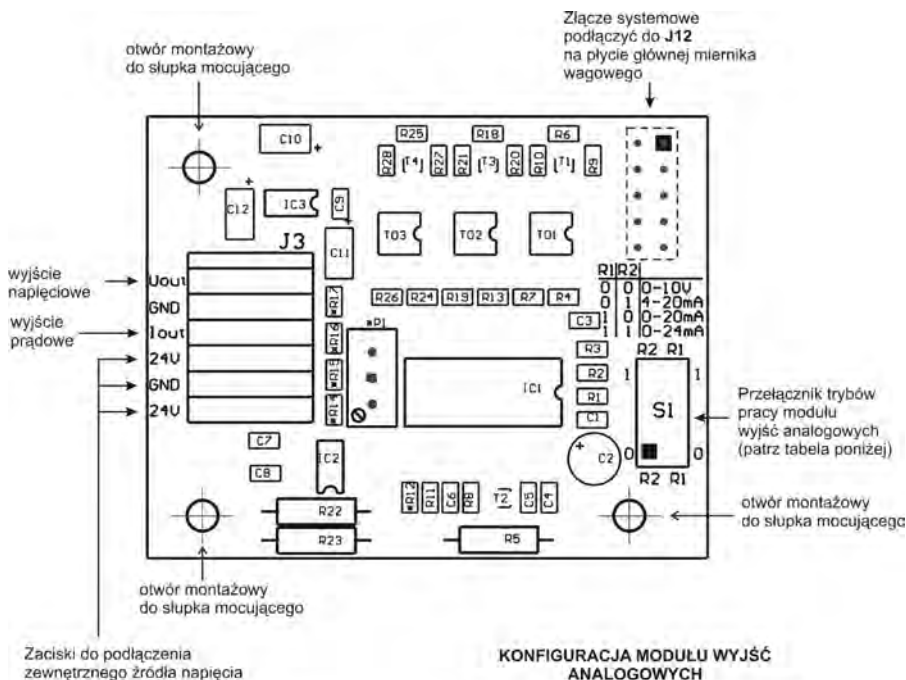 Złącze systemowe
podłączyć do J12
na płycie głównej miernika
wagowego
otwór montażowy
do słupka mocującego
C10
R25
R18
R6
R28
T4
R27
R21
T3
R20
R10
T1
R9
C12
IC3
C9
J3
C11
TO3
TO2
TO1
wyjście
napięciowe
Uout
GND
wyjście
prądowe
Iout
24V
GND
24V
*R17
*R16
*R15
*R14
R26
R24
R19
R13
R7
R4
*P1
R1 R2
0 0 0-10V
0 1 4-20mA
1 0 0-20mA
1 1 0-24mA
C3
R3
R2
R1
C1
IC1
R2 R1
1 1
S1
0 0
R2 R1
Przełącznik trybów
pracy modułu
wyjść analogowych
(patrz tabela poniżej)
C7
C8
IC2
C2
*R12
R11
C6
R8
T2
C5
C4
R22
R23
R5
otwór montażowy
do słupka mocującego
otwór montażowy
do słupka mocującego
Zaciski do podłączenia
zewnętrznego źródła napięcia
KONFIGURACJA MODUŁU WYJŚĆ
ANALOGOWYCH